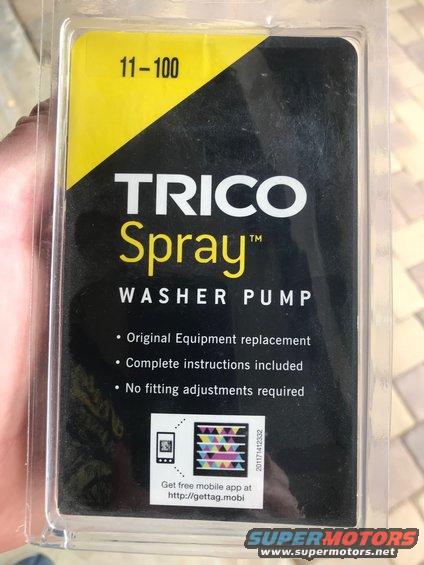 11-100
TRICO
Spray™
WASHER PUMP
• Original Equipment replacement
• Complete instructions included
• No fitting adjustments required
201171412332
Get free mobile app at
http://gettag.mobi
SUPERMOTORS
www.supermotors.net